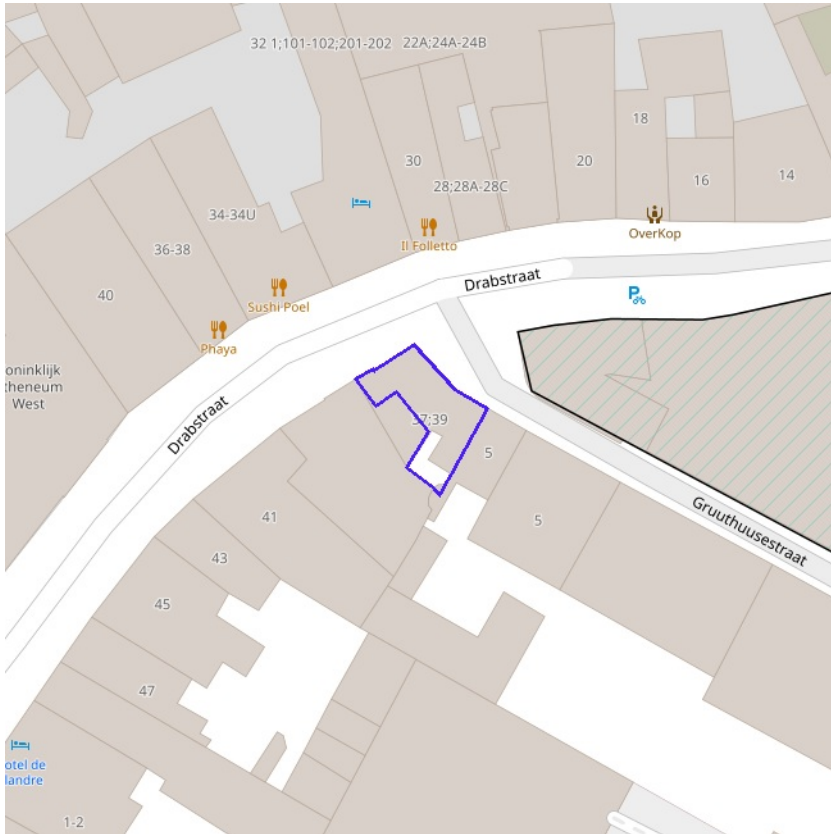 32 1;101-102;201-202
22A;24A-24B
18
30
20
16
14
28;28A-28C
34-34U
OverKop
Il Folletto
36-38
Drabstraat
40
Sushi Poel
Phaya
oninklijk
theneum
West
Drabstraat
37;39
5
Gruuthuusestraat
41
5
43
45
47
otel de
landre
1-2